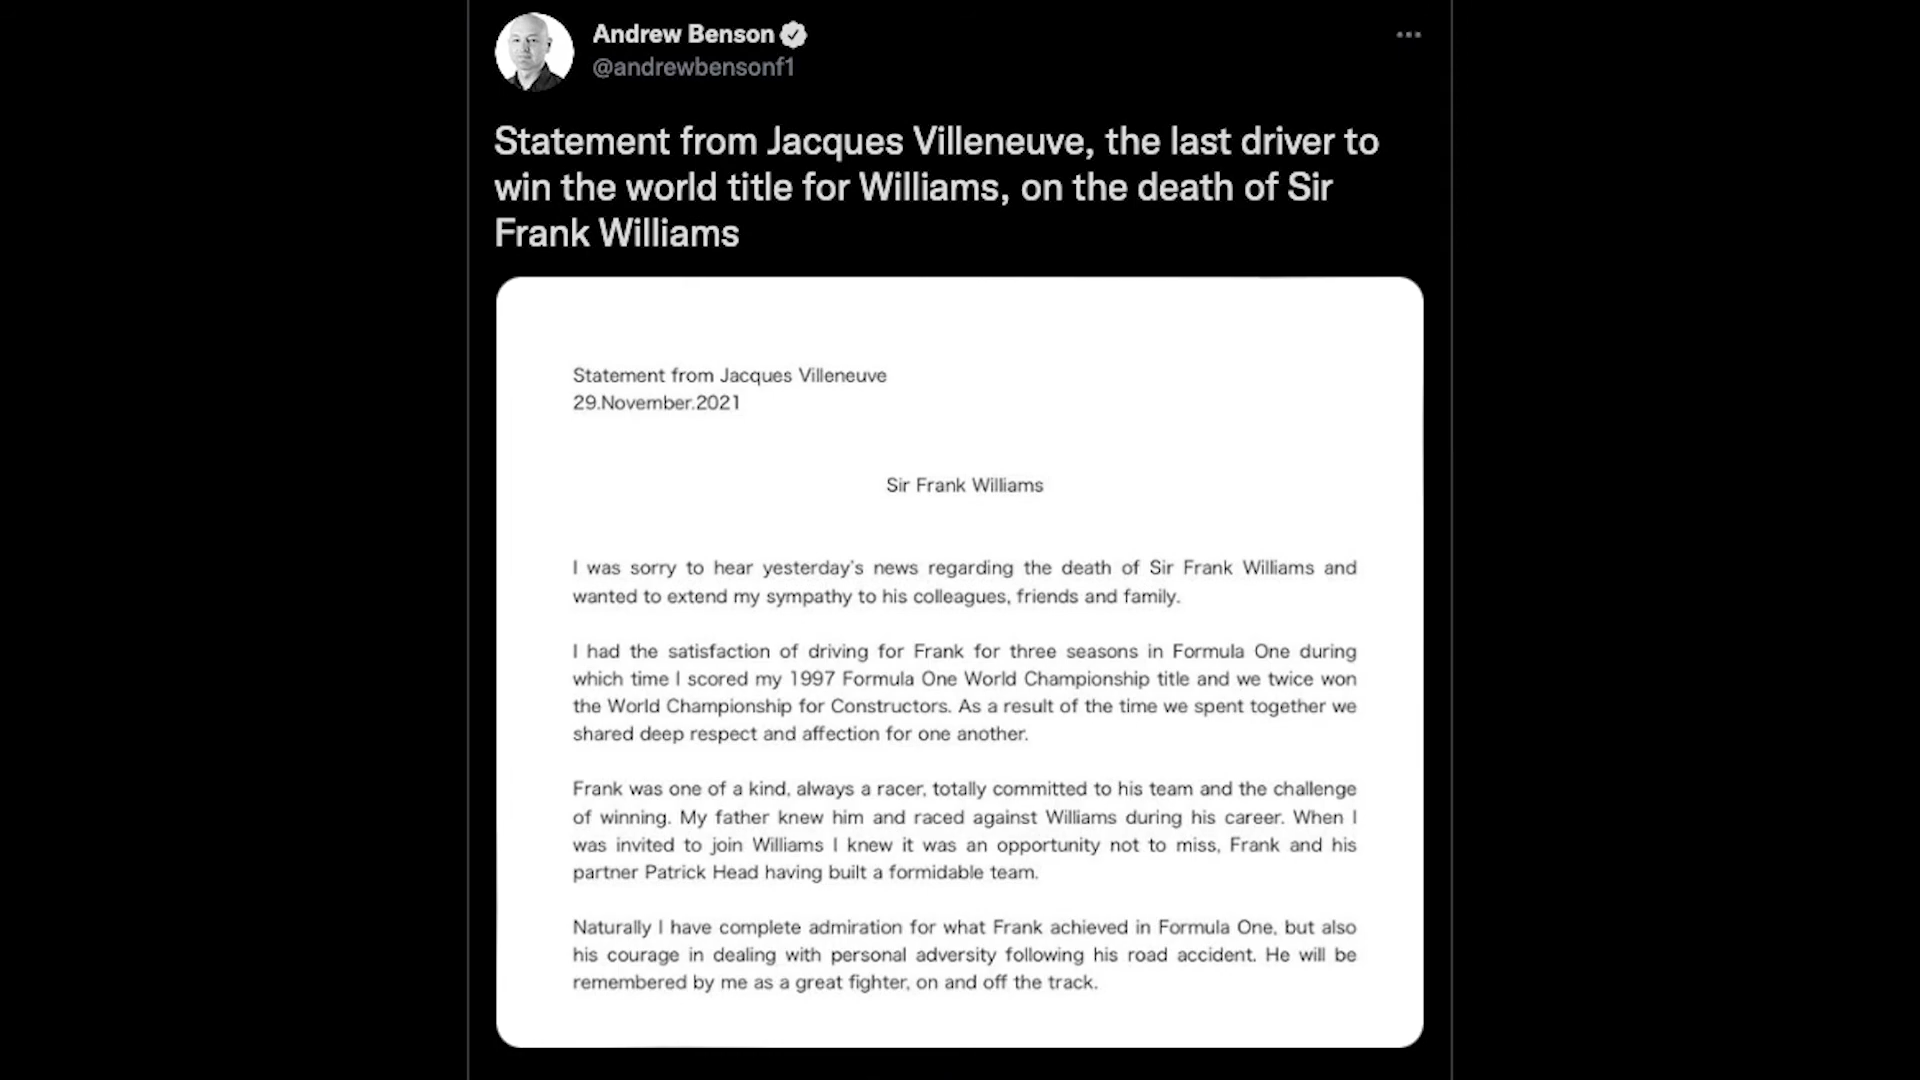 Andrew Benson
@andrewbensonf1
Statement from Jacques Villeneuve, the last driver to
win the world title for Williams, on the death of Sir
Frank Williams
Statement from Jacques Villeneuve
29.November.2021
Sir Frank Williams
I was sorry to hear yesterday's news regarding the death of Sir Frank Williams and
wanted to extend my sympathy to his colleagues, friends and family.
I had the satisfaction of driving for Frank for three seasons in Formula One during
which time I scored my 1997 Formula One World Championship title and we twice won
the World Championship for Constructors. As a result of the time we spent together we
shared deep respect and affection for one another.
Frank was one of a kind, always a racer, totally committed to his team and the challenge
of winning. My father knew him and raced against Williams during his career. When I
was invited to join Williams I knew it was an opportunity not to miss, Frank and his
partner Patrick Head having built a formidable team.
Naturally I have complete admiration for what Frank achieved in Formula One, but also
his courage in dealing with personal adversity following his road accident. He will be
remembered by me as a great fighter, on and off the track.